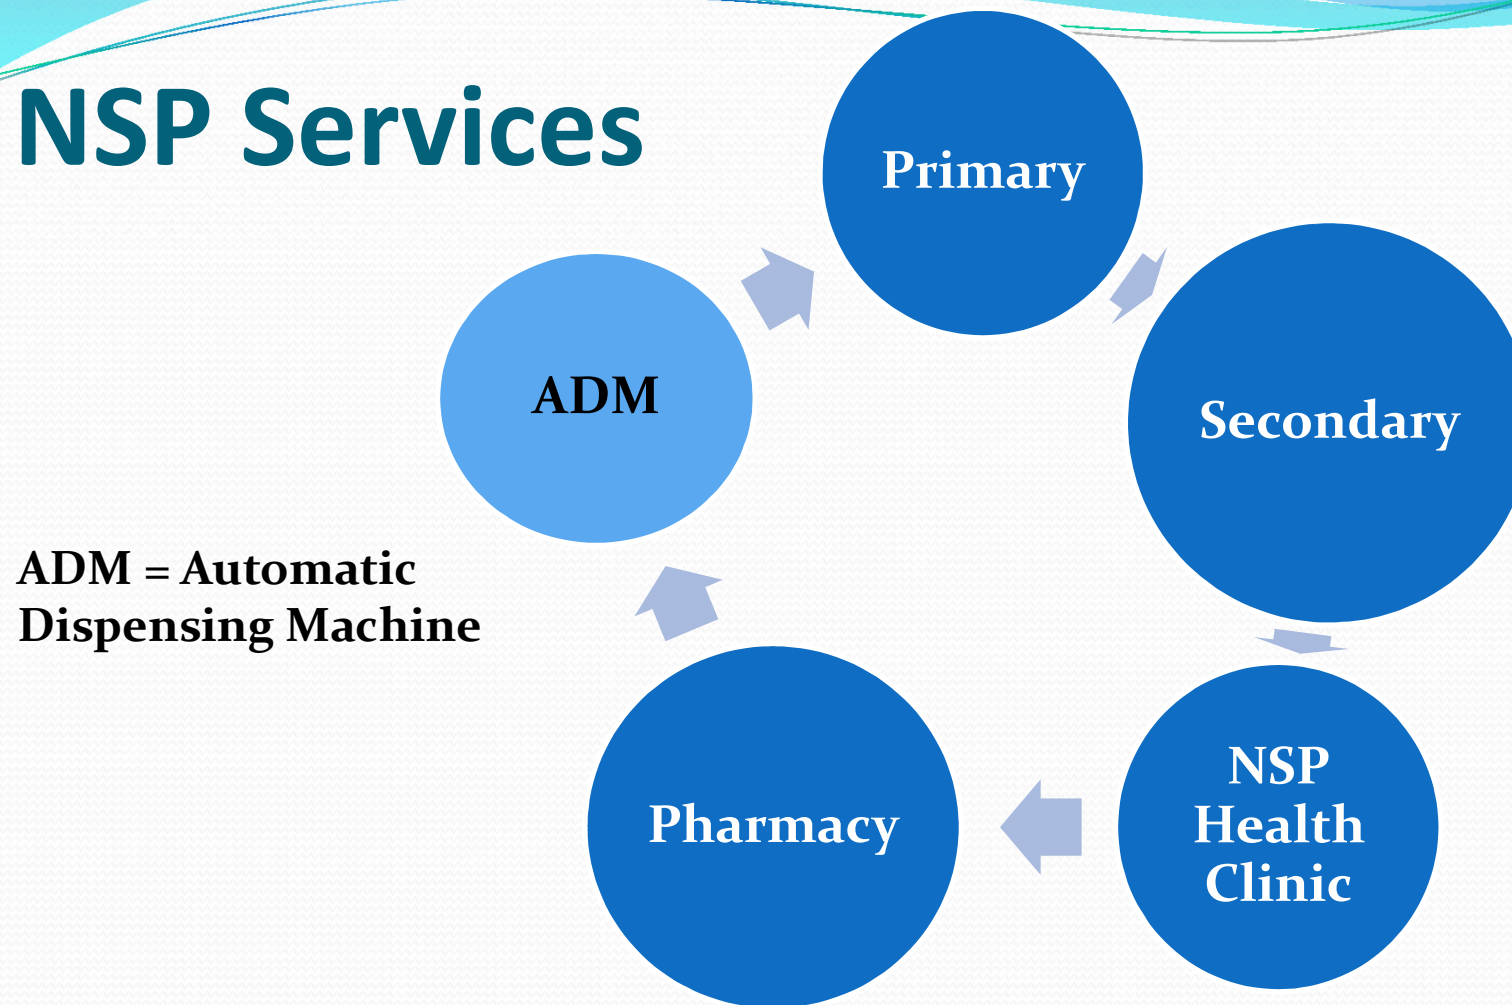 NSP Services
Primary
Secondary
NSP
Health
Clinic
Pharmacy
ADM
ADM = Automatic
Dispensing Machine